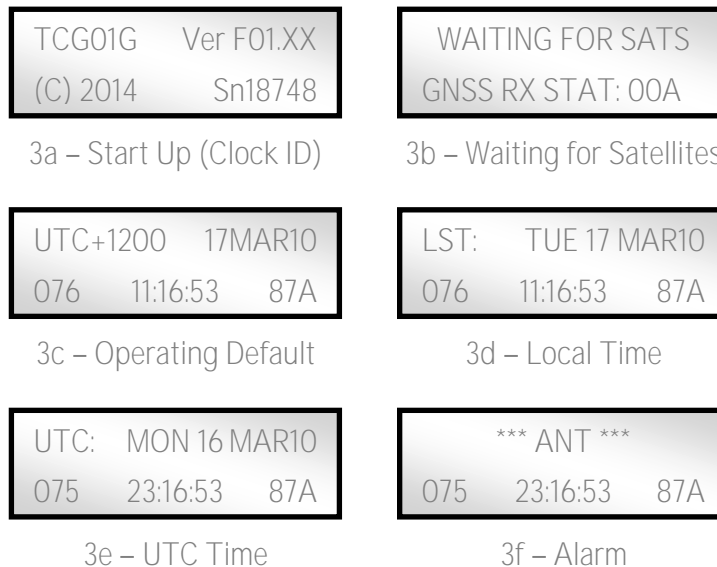 TCG01G Ver F01.XX
(C) 2014 Sn18748
3a – Start Up (Clock ID)
WAITING FOR SATS
GNSS RX STAT: 00A
3b – Waiting for Satellites
UTC+1200 17MAR10
076 11:16:53 87A
3c – Operating Default
LST: TUE 17 MAR10
076 11:16:53 87A
3d – Local Time
UTC: MON 16 MAR10
075 23:16:53 87A
3e – UTC Time
*** ANT ***
075 23:16:53 87A
3f – Alarm